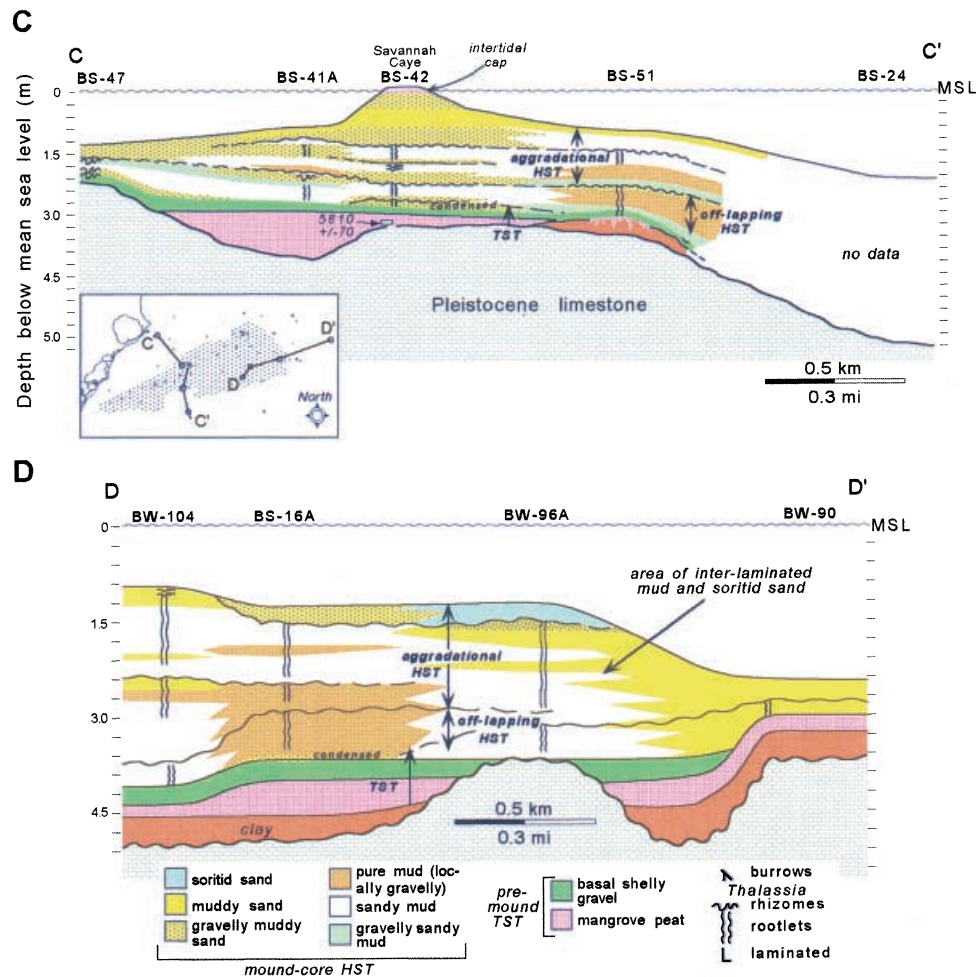 C
C
BS-47
BS-41A
Savannah
Caye
BS-42
intertidal
cap
BS-51
BS-24
C'
MSL
Depth below mean sea level (m)
0
1.5
3.0
4.5
5.0
aggradational
HST
condensed
5810
+/-70
TST
off-lapping
HST
no data
Pleistocene limestone
C
C'
D
D'
North
0.5 km
0.3 mi
D
D
BW-104
BS-16A
BW-96A
BW-90
D'
MSL
0
1.5
3.0
4.5
area of inter-laminated
mud and soritid sand
aggradational
HST
off-lapping
HST
condensed
TST
clay
0.5 km
0.3 mi
soritid sand
muddy sand
gravelly muddy
sand
pure mud (loc-
ally gravelly)
sandy mud
gravelly sandy
mud
mound-core HST
pre-
mound
TST
basal shelly
gravel
mangrove peat
burrows
Thalassia
rhizomes
rootlets
laminated